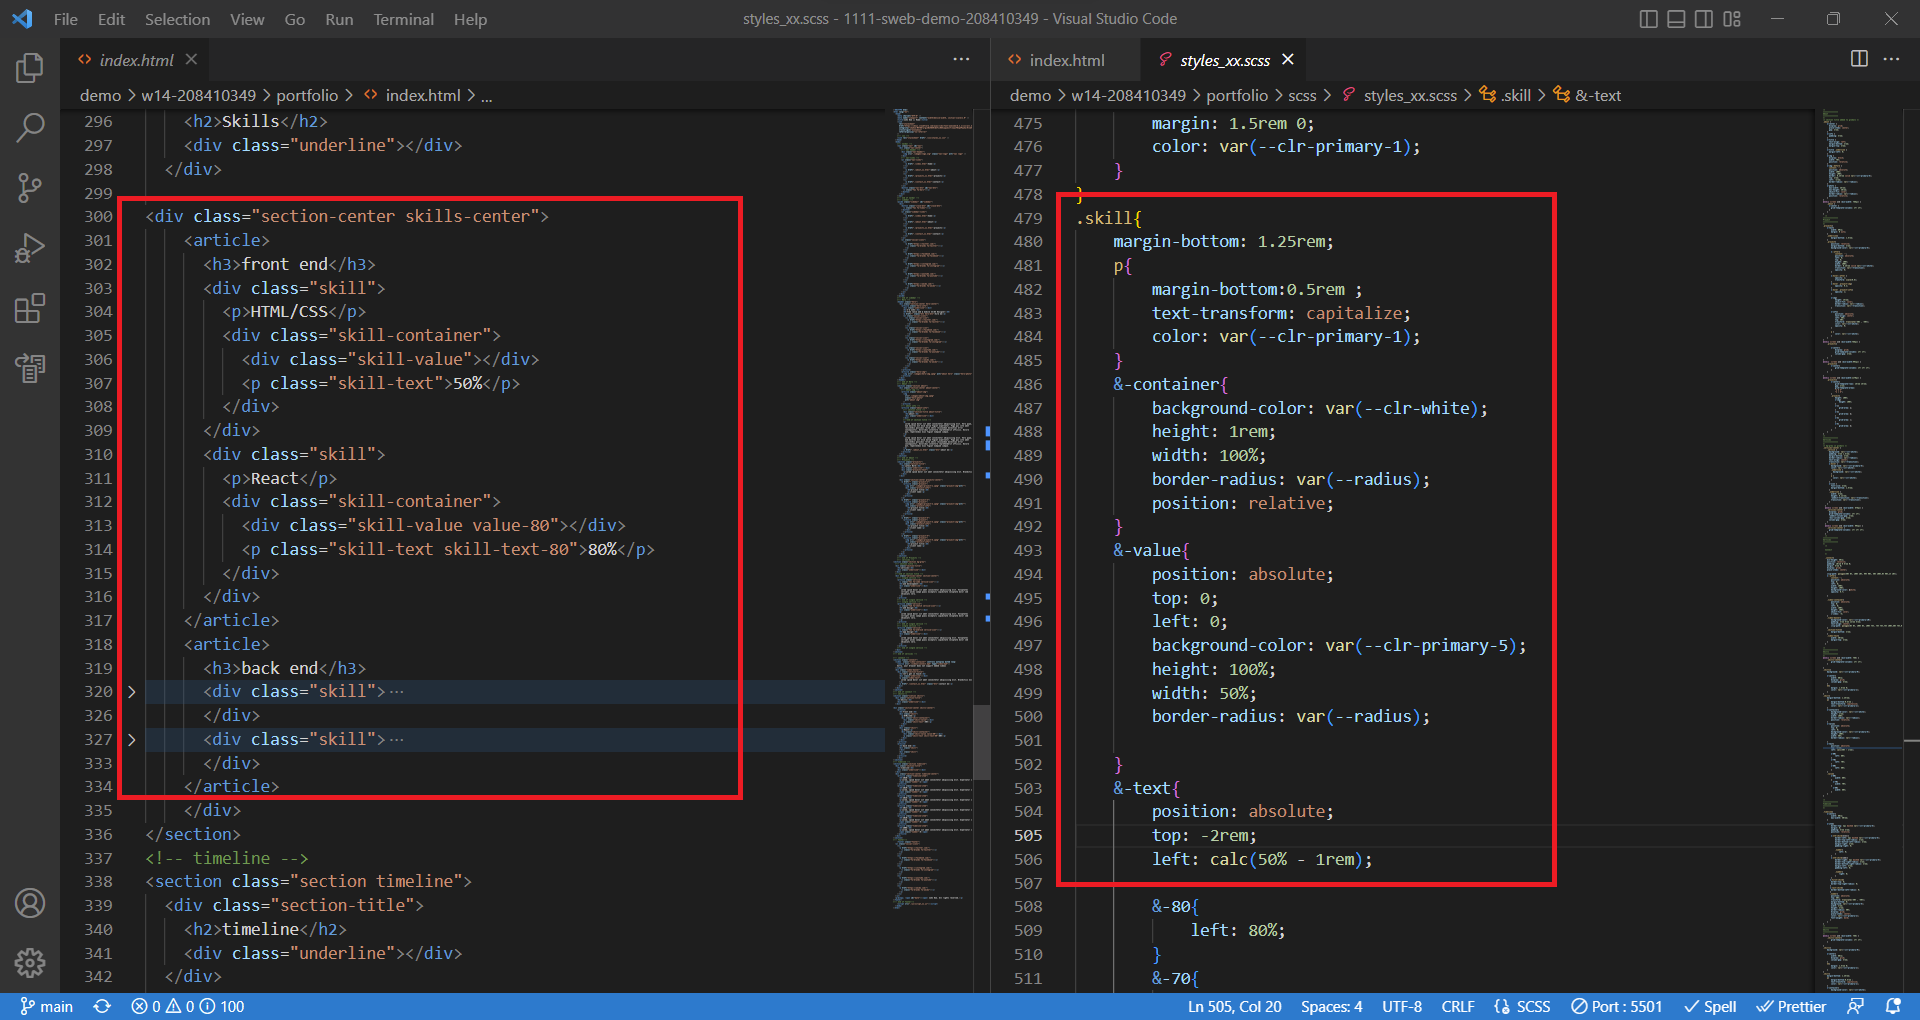 File Edit Selection View Go Run Terminal Help
styles_xx.scss - 1111-sweb-demo-208410349 - Visual Studio Code
index.html
demo > w14-208410349 > portfolio > index.html > ...
296 <h2>Skills</h2>
297 <div class="underline"></div>
298 </div>
299
300 <div class="section-center skills-center">
301 <article>
302 <h3>front end</h3>
303 <div class="skill">
304 <p>HTML/CSS</p>
305 <div class="skill-container">
306 <div class="skill-value"></div>
307 <p class="skill-text">50%</p>
308 </div>
309 </div>
310 <div class="skill">
311 <p>React</p>
312 <div class="skill-container">
313 <div class="skill-value value-80"></div>
314 <p class="skill-text skill-text-80">80%</p>
315 </div>
316 </div>
317 </article>
318 <article>
319 <h3>back end</h3>
320 <div class="skill">···
326 </div>
327 <div class="skill">···
333 </div>
334 </article>
335 </div>
336 </section>
337 <!-- timeline -->
338 <section class="section timeline">
339 <div class="section-title">
340 <h2>timeline</h2>
341 <div class="underline"></div>
342 </div>
index.html styles_xx.scss
demo > w14-208410349 > portfolio > scss > styles_xx.scss > .skill > &-text
475 margin: 1.5rem 0;
476 color: var(--clr-primary-1);
477 }
478 }
479 .skill{
480 margin-bottom: 1.25rem;
481 p{
482 margin-bottom:0.5rem ;
483 text-transform: capitalize;
484 color: var(--clr-primary-1);
485 }
486 &-container{
487 background-color: var(--clr-white);
488 height: 1rem;
489 width: 100%;
490 border-radius: var(--radius);
491 position: relative;
492 }
493 &-value{
494 position: absolute;
495 top: 0;
496 left: 0;
497 background-color: var(--clr-primary-5);
498 height: 100%;
499 width: 50%;
500 border-radius: var(--radius);
501
502 }
503 &-text{
504 position: absolute;
505 top: -2rem;
506 left: calc(50% - 1rem);
507
508 &-80{
509 left: 80%;
510 }
511 &-70{
main 0 0 100
Ln 505, Col 20 Spaces: 4 UTF-8 CRLF {} SCSS Port : 5501 Spell Prettier